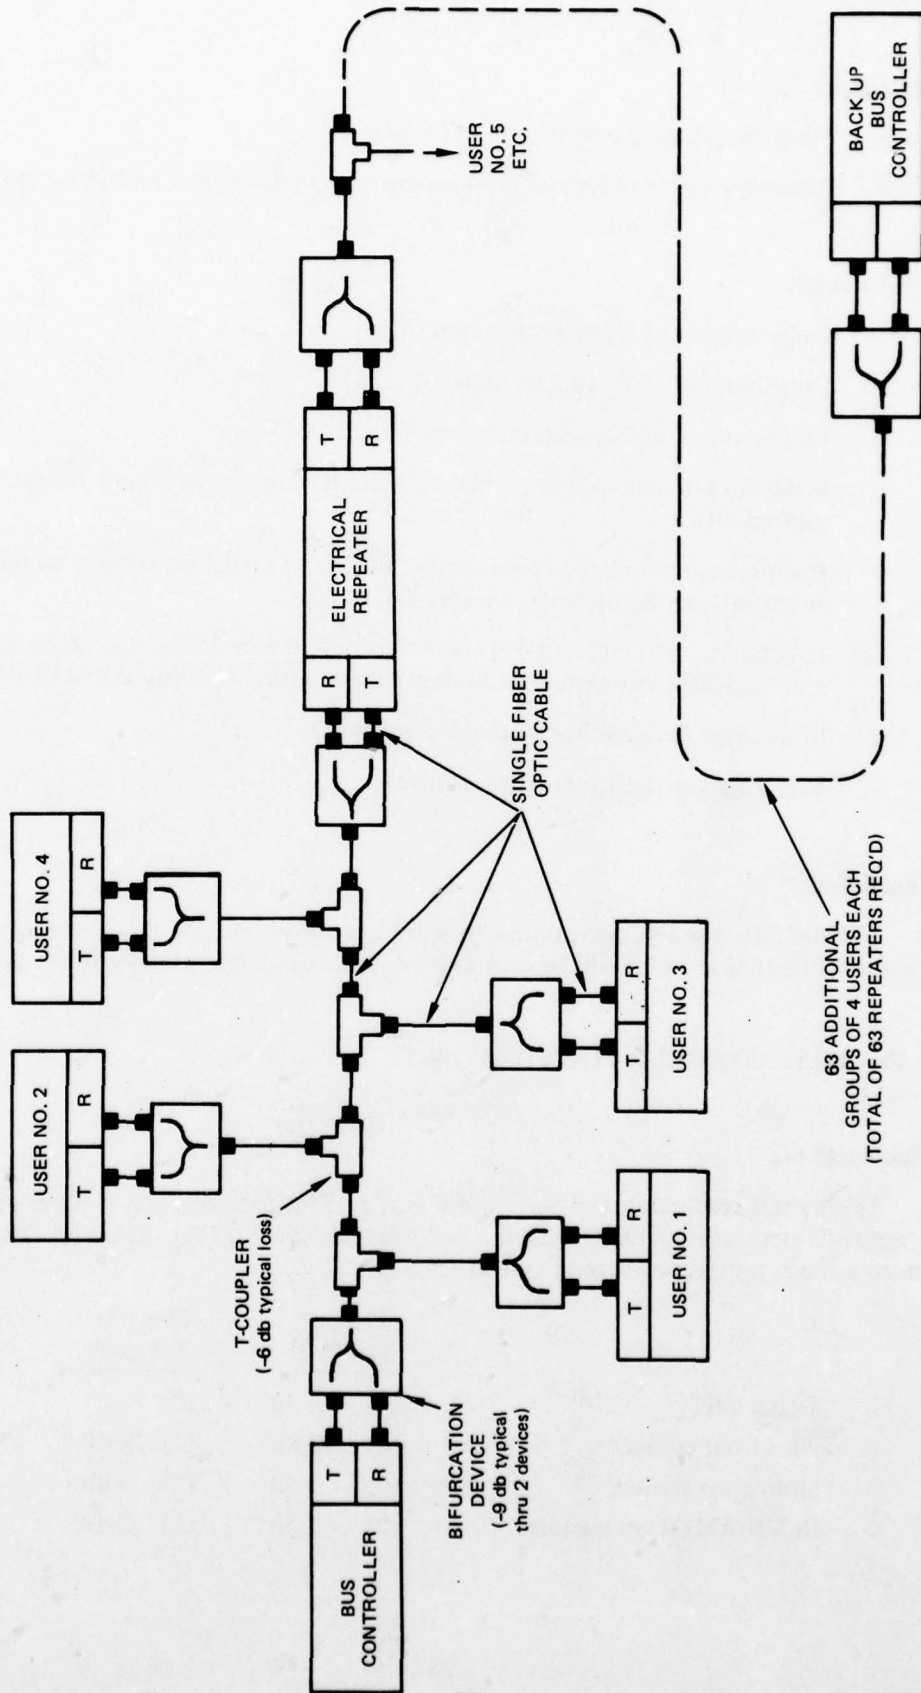 BUS
CONTROLLER
T
R
BIFURCATION
DEVICE
(-9 db typical
thru 2 devices)
T-COUPLER
(-6 db typical loss)
USER NO. 1
T
R
USER NO. 2
T
R
USER NO. 3
T
R
USER NO. 4
T
R
SINGLE FIBER
OPTIC CABLE
R
T
ELECTRICAL
REPEATER
T
R
USER
NO. 5
ETC.
63 ADDITIONAL
GROUPS OF 4 USERS EACH
(TOTAL OF 63 REPEATERS REQ'D)
BACK UP
BUS
CONTROLLER